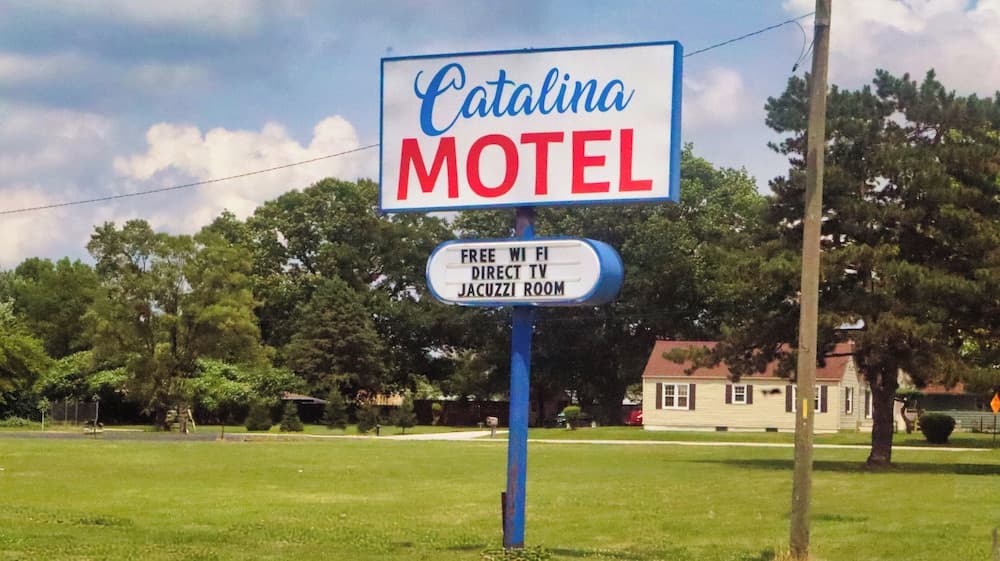 Catalina
MOTEL
FREE WI FI
DIRECT TV
JACUZZI ROOM